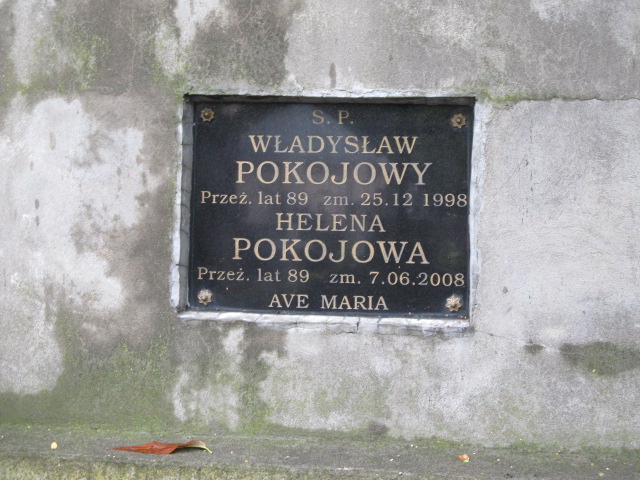 S. P.
WŁADYSŁAW
POKOJOWY
Przeż. lat 89 zm. 25.12 1998
HELENA
POKOJOWA
Przeż. lat 89 zm. 7.06.2008
AVE MARIA